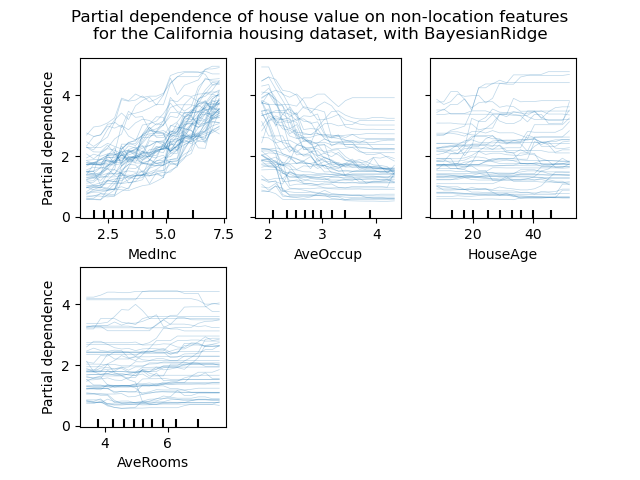 Partial dependence of house value on non-location features
for the California housing dataset, with BayesianRidge
Partial dependence
4
2
0
2.5 5.0 7.5
MedInc
2 3 4
AveOccup
20 40
HouseAge
Partial dependence
4
2
0
4 6
AveRooms